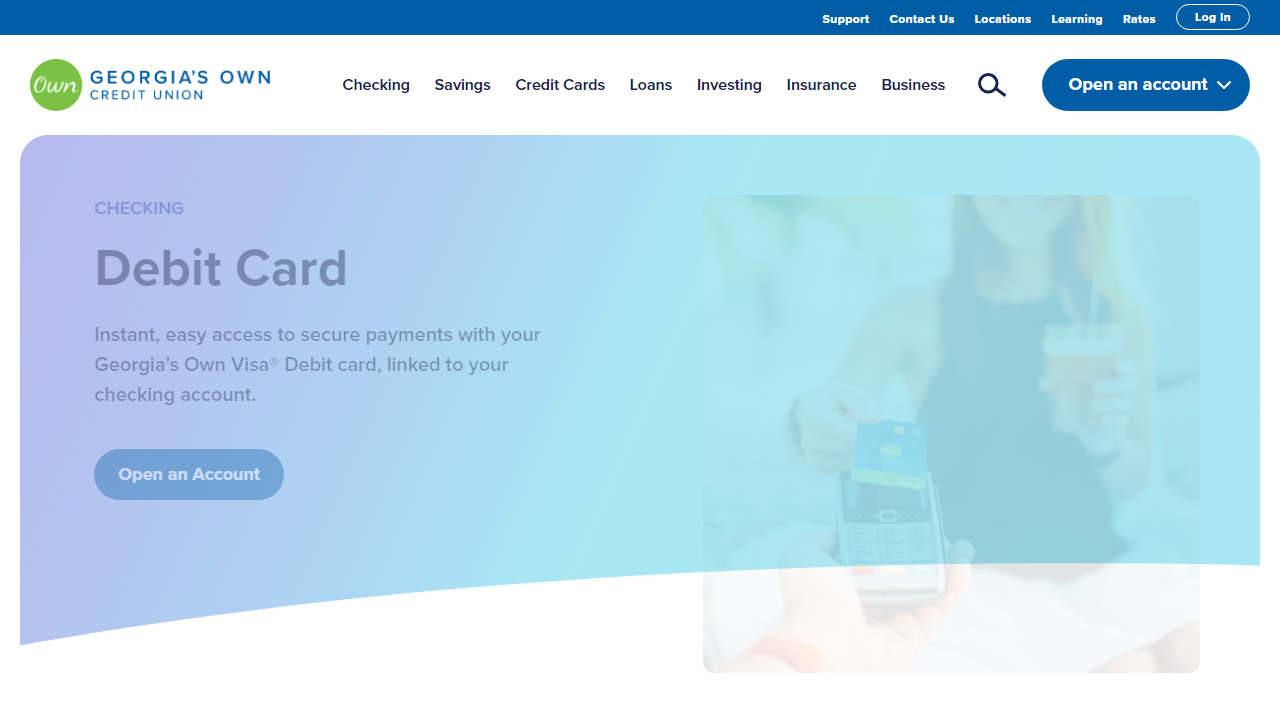 Support Contact Us Locations Learning Rates Log In
Own GEORGIA'S OWN
CREDIT UNION
Checking Savings Credit Cards Loans Investing Insurance Business Open an account
CHECKING
Debit Card
Instant, easy access to secure payments with your
Georgia’s Own Visa® Debit card, linked to your
checking account.
Open an Account
VISA